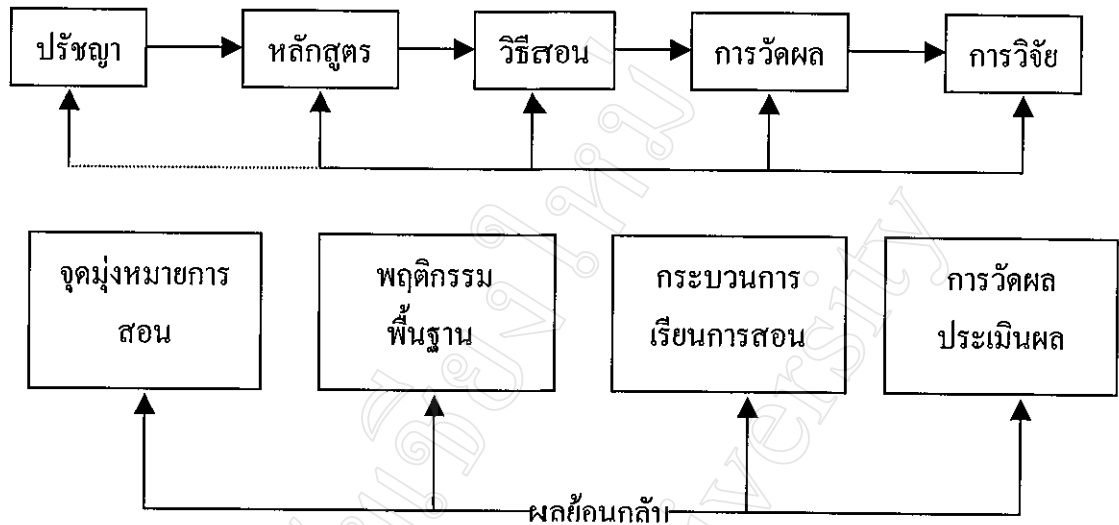 ปรัชญา
หลักสูตร
วิธีสอน
การวัดผล
การวิจัย
จุดมุ่งหมายการ
สอน
พฤติกรรม
พื้นฐาน
กระบวนการ
เรียนการสอน
การวัดผล
ประเมินผล
ผลย้อนกลับ